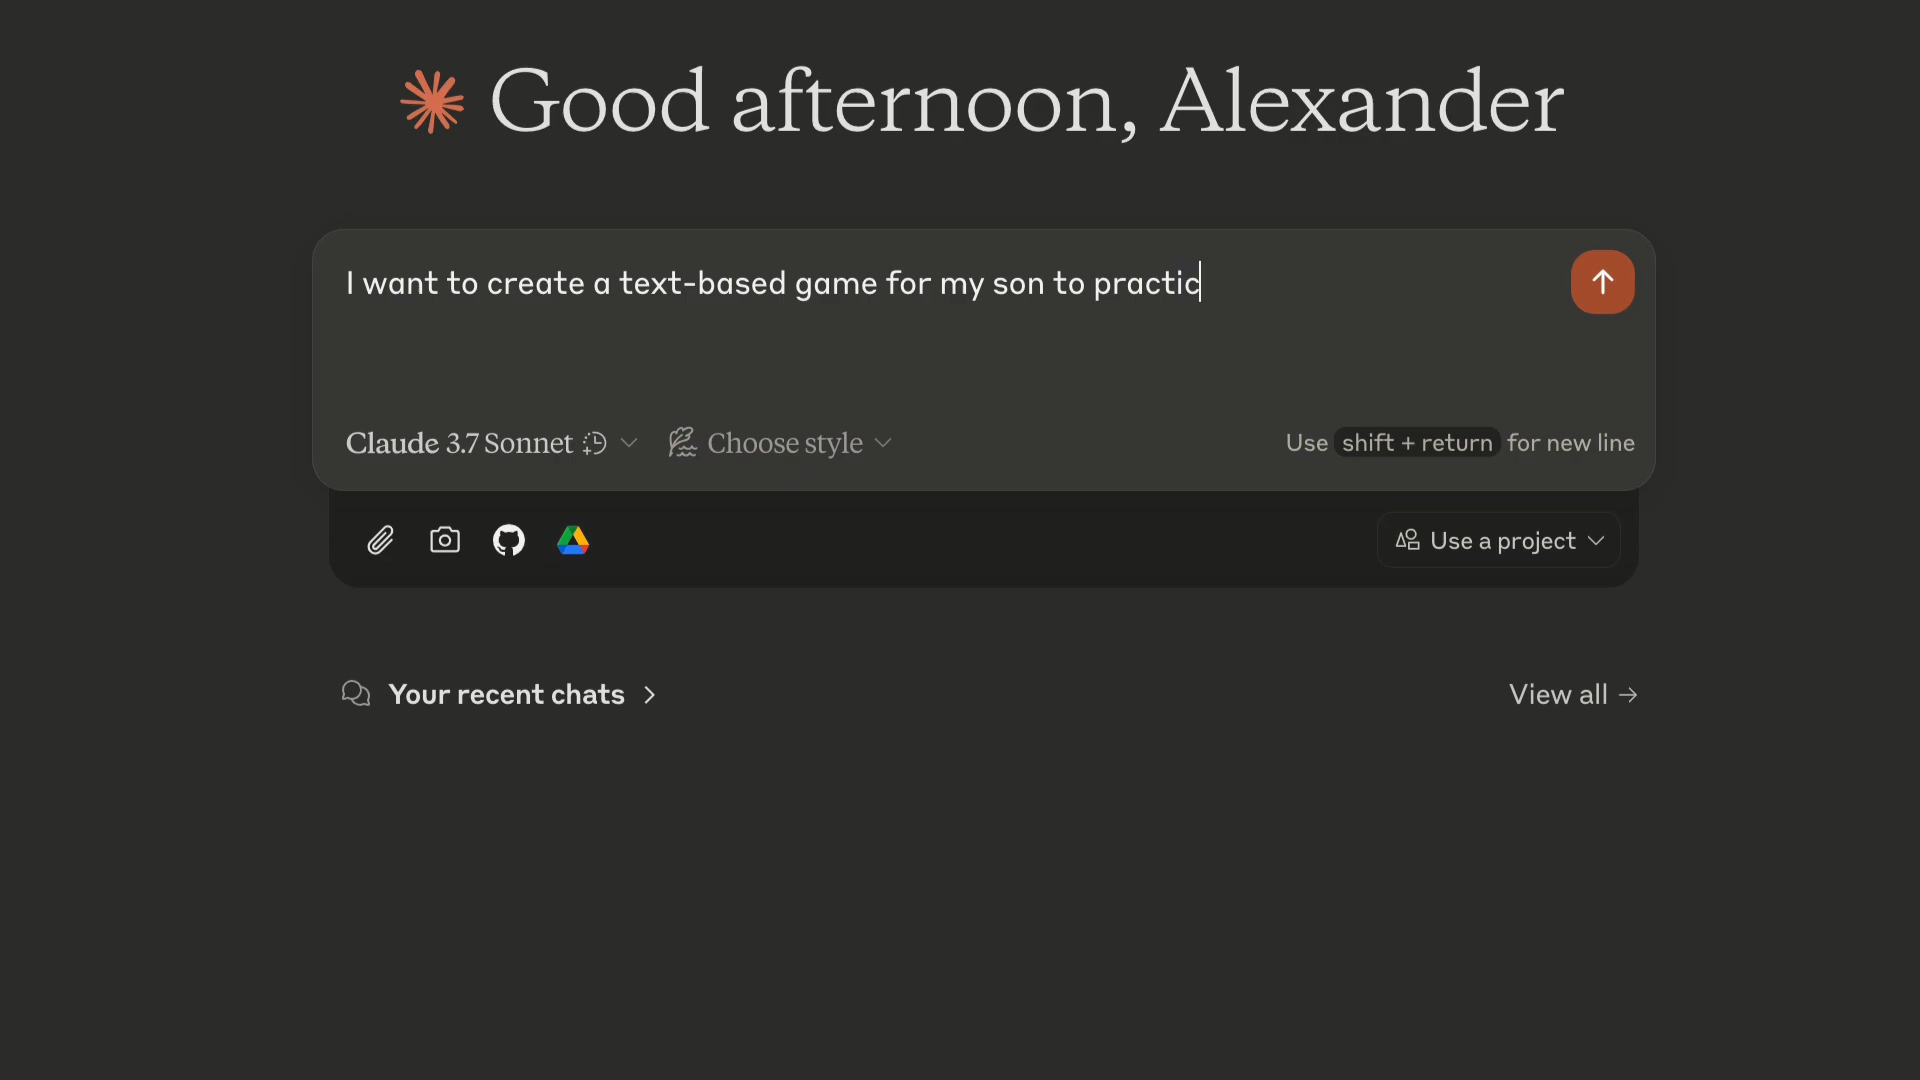 Good afternoon, Alexander
I want to create a text-based game for my son to practic
Claude 3.7 Sonnet
Choose style
Use shift + return for new line
Use a project
Your recent chats
View all